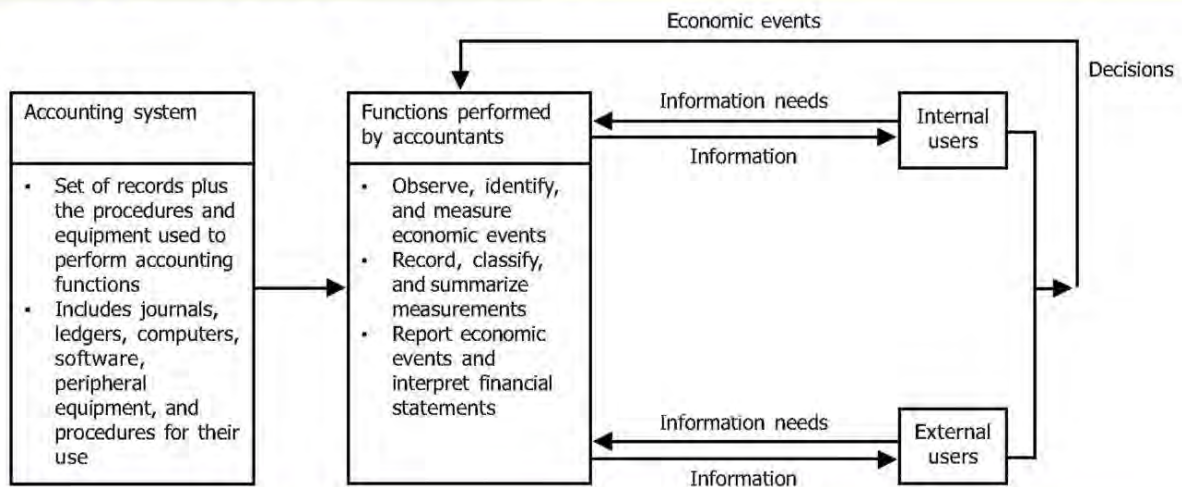 Economic events
Decisions
Accounting system
• Set of records plus
the procedures and
equipment used to
perform accounting
functions
• Includes journals,
ledgers, computers,
software,
peripheral
equipment, and
procedures for their
use
Functions performed
by accountants
• Observe, identify,
and measure
economic events
• Record, classify,
and summarize
measurements
• Report economic
events and
interpret financial
statements
Information needs
Information
Internal
users
Information needs
Information
External
users